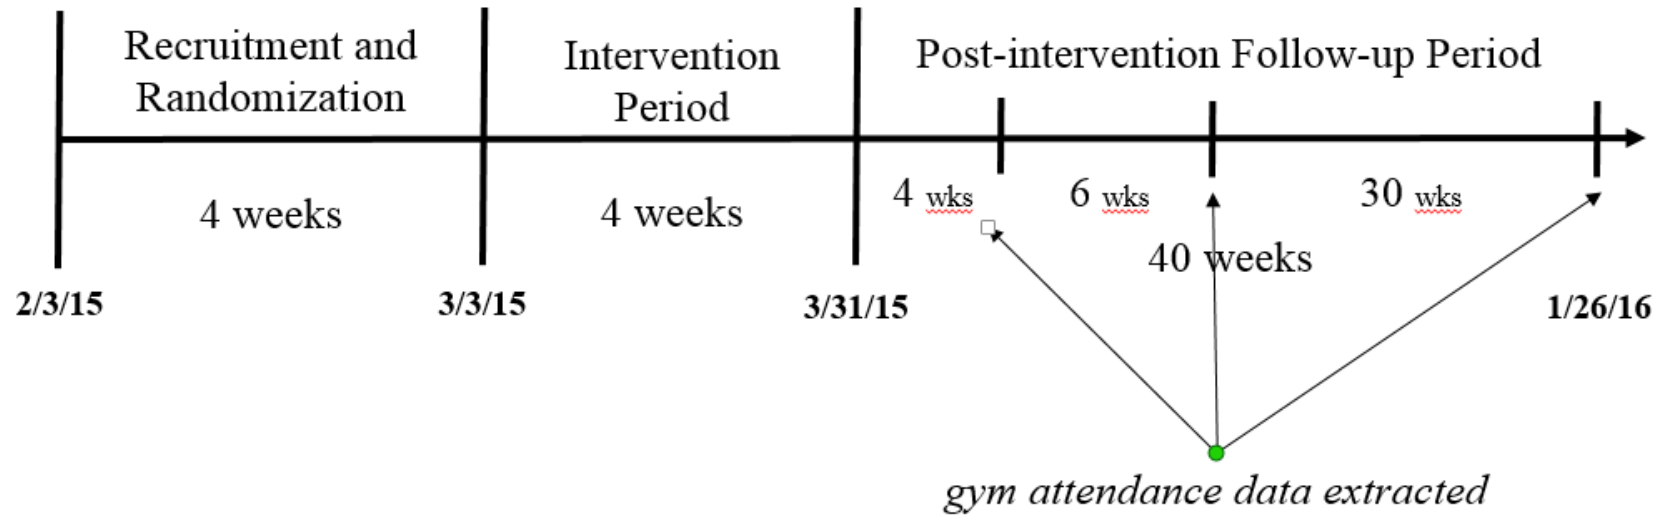 Recruitment and
Randomization
Intervention
Period
Post-intervention Follow-up Period
4 weeks
4 weeks
4 wks
6 wks
30 wks
40 weeks
2/3/15
3/3/15
3/31/15
1/26/16
gym attendance data extracted